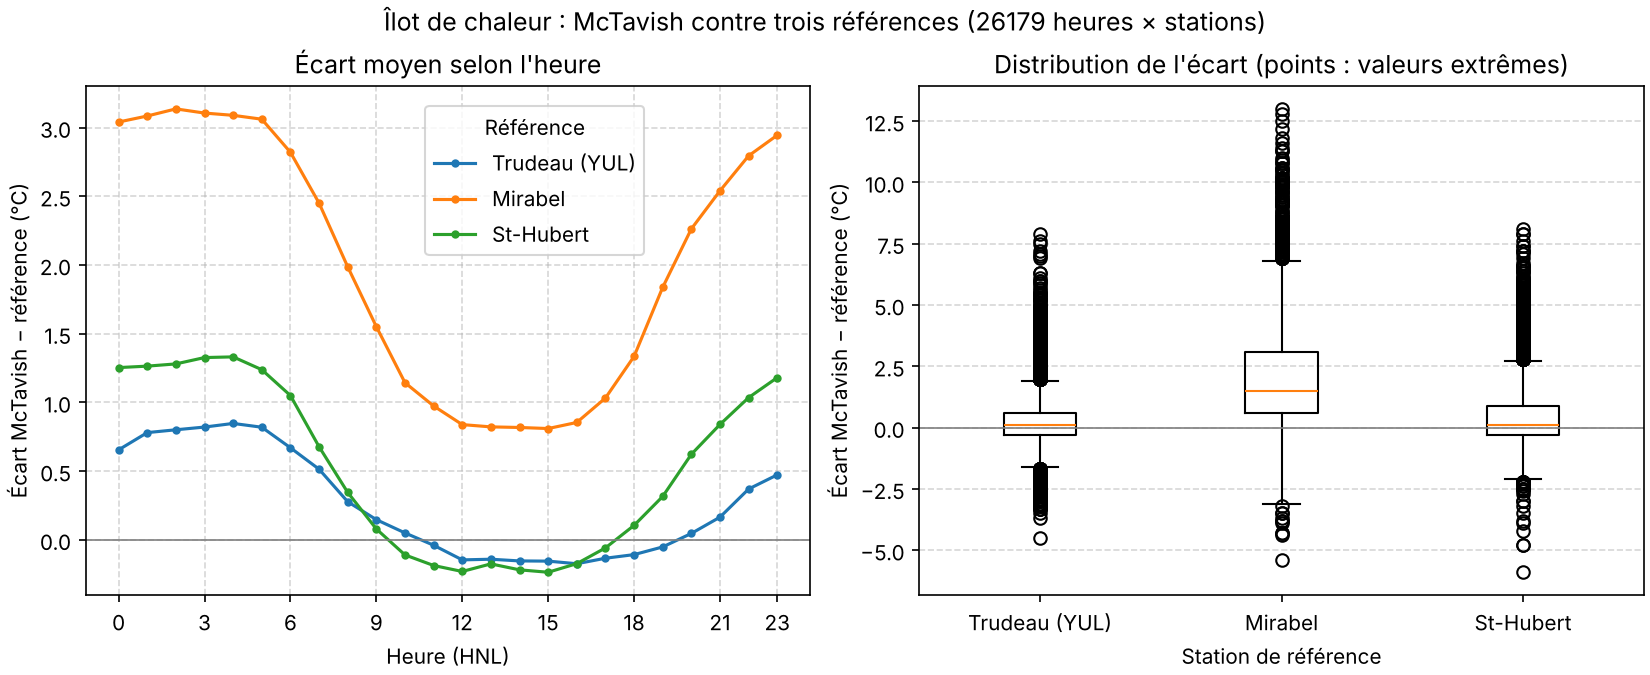 Îlot de chaleur : McTavish contre trois références (26179 heures × stations)
Écart moyen selon l'heure
Écart McTavish − référence (°C)
3.0
2.5
2.0
1.5
1.0
0.5
0.0
Référence
Trudeau (YUL)
Mirabel
St-Hubert
0 3 6 9 12 15 18 21 23
Heure (HNL)
Distribution de l'écart (points : valeurs extrêmes)
Écart McTavish − référence (°C)
12.5
10.0
7.5
5.0
2.5
0.0
−2.5
−5.0
Trudeau (YUL) Mirabel St-Hubert
Station de référence